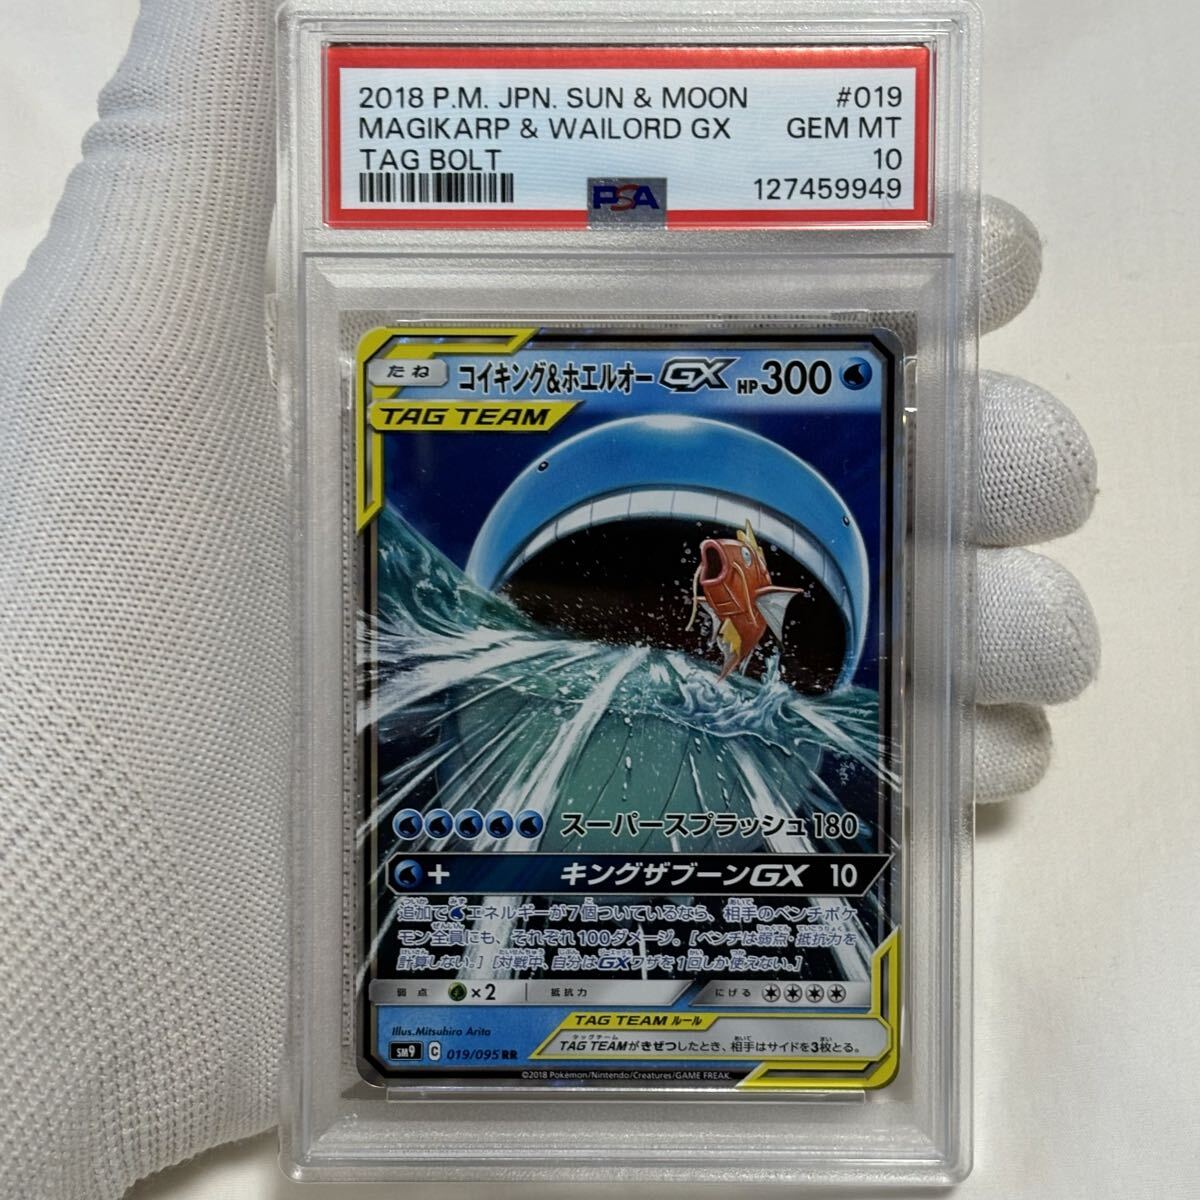 2018 P.M. JPN. SUN & MOON #019
MAGIKARP & WAILORD GX GEM MT
TAG BOLT 10
PSA 127459949
たね コイキング&ホエルオーGX HP300
TAG TEAM
スーパースプラッシュ 180
+ キングザブーンGX 10
追加でエネルギーが7個ついているなら、相手のベンチポケ
モン全員にも、それぞれ100ダメージ。[ベンチは弱点・抵抗力を
計算しない。] [対戦中、自分はGXワザを1回しか使えない。]
弱点 ×2 抵抗力 にげる
TAG TEAM ルール
Illus.Mitsuhiro Arita
TAG TEAMがきぜつしたとき、相手はサイドを3枚とる。
SM9 C 019/095 RR
©2018 Pokémon/Nintendo/Creatures/GAME FREAK.